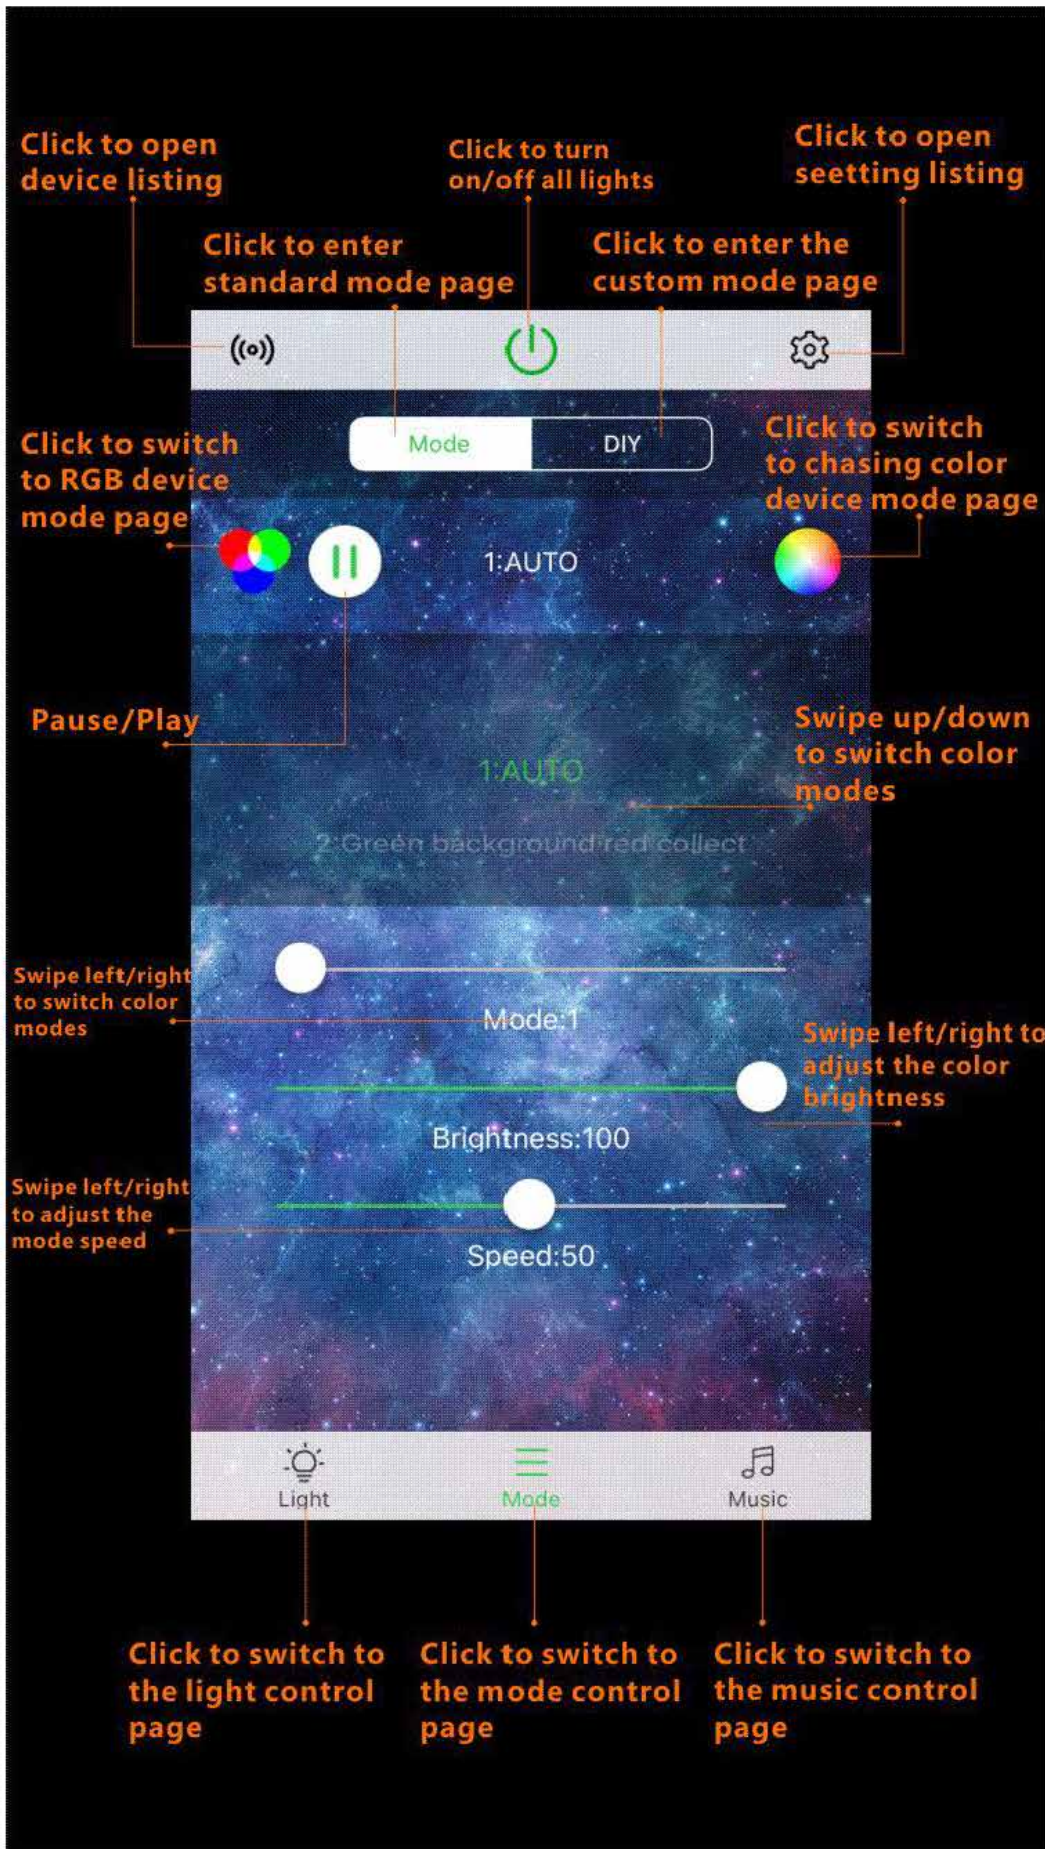 Click to open
device listing
Click to turn
on/off all lights
Click to open
seetting listing
Click to enter
standard mode page
Click to enter the
custom mode page
Mode
DIY
Click to switch
to RGB device
mode page
Click to switch
to chasing color
device mode page
1:AUTO
Pause/Play
Swipe up/down
to switch color
modes
1:AUTO
2:Green background red collect
Swipe left/right
to switch color
modes
Mode:1
Swipe left/right to
adjust the color
brightness
Brightness:100
Swipe left/right
to adjust the
mode speed
Speed:50
Light
Mode
Music
Click to switch to
the light control
page
Click to switch to
the mode control
page
Click to switch to
the music control
page